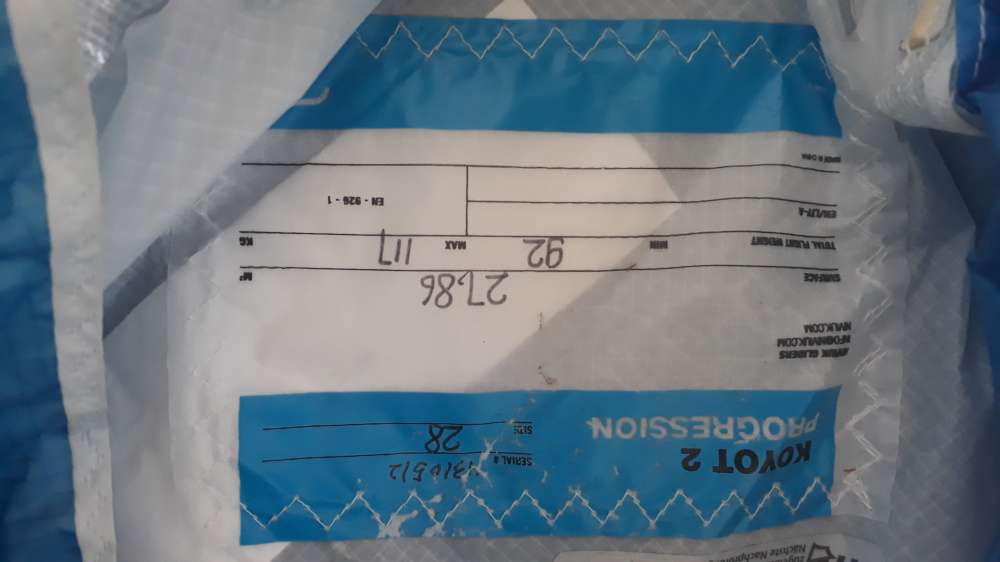 KOYOT 2
PROGRESSION
SERIAL #
SIZE 28
NIVIUK GLIDERS
INFO@NIVIUK.COM
NIVIUK.COM
SURFACE 27.86 M²
TOTAL FLIGHT WEIGHT MIN 92 MAX 117 KG
EN/LTF-A
EN - 926 - 1
MADE IN CHINA